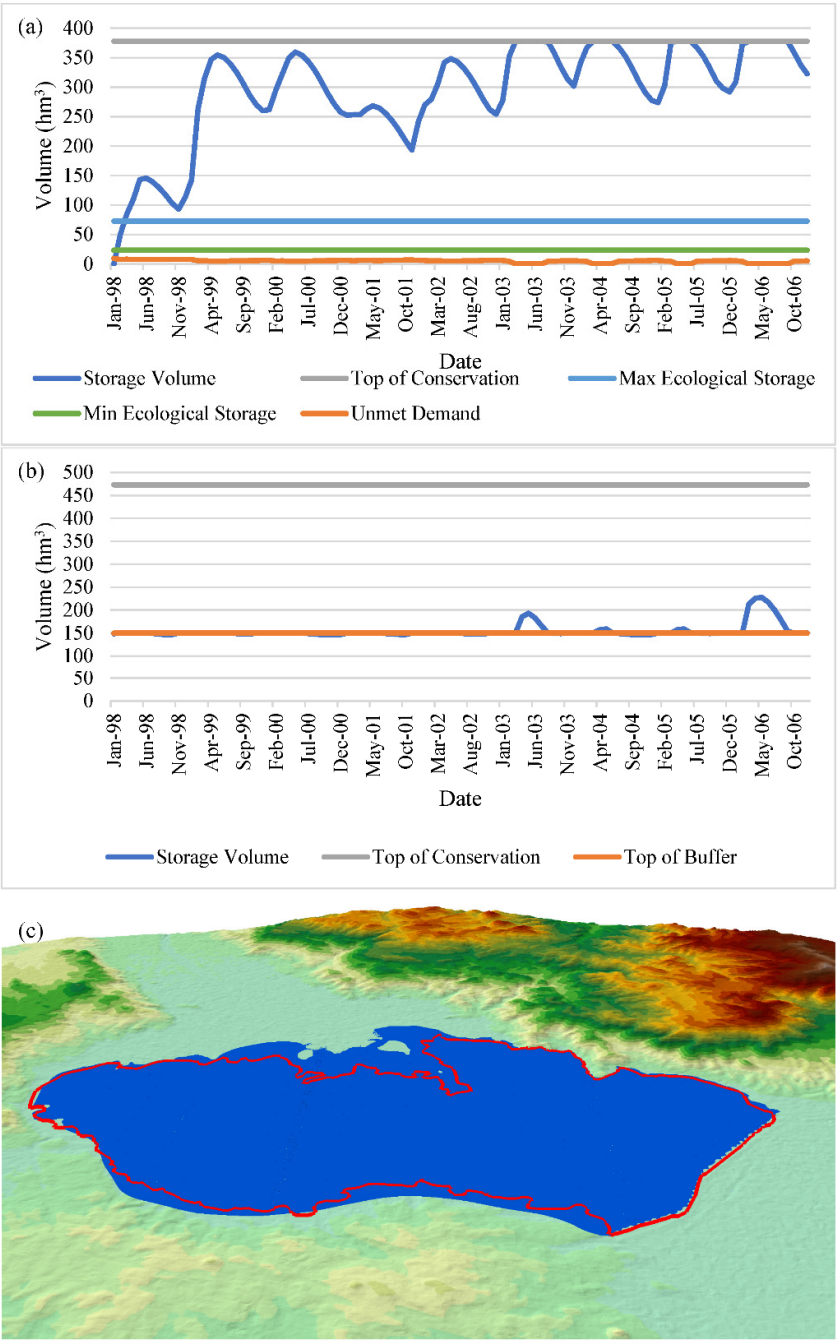 (a)
Volume (hm³)
400
350
300
250
200
150
100
50
0
Jan-98 Jun-98 Nov-98 Apr-99 Sep-99 Feb-00 Jul-00 Dec-00 May-01 Oct-01 Mar-02 Aug-02 Jan-03 Jun-03 Nov-03 Apr-04 Sep-04 Feb-05 Jul-05 Dec-05 May-06 Oct-06
Date
Storage Volume Top of Conservation Max Ecological Storage
Min Ecological Storage Unmet Demand
(b)
Volume (hm³)
500
450
400
350
300
250
200
150
100
50
0
Jan-98 Jun-98 Nov-98 Apr-99 Sep-99 Feb-00 Jul-00 Dec-00 May-01 Oct-01 Mar-02 Aug-02 Jan-03 Jun-03 Nov-03 Apr-04 Sep-04 Feb-05 Jul-05 Dec-05 May-06 Oct-06
Date
Storage Volume Top of Conservation Top of Buffer
(c)